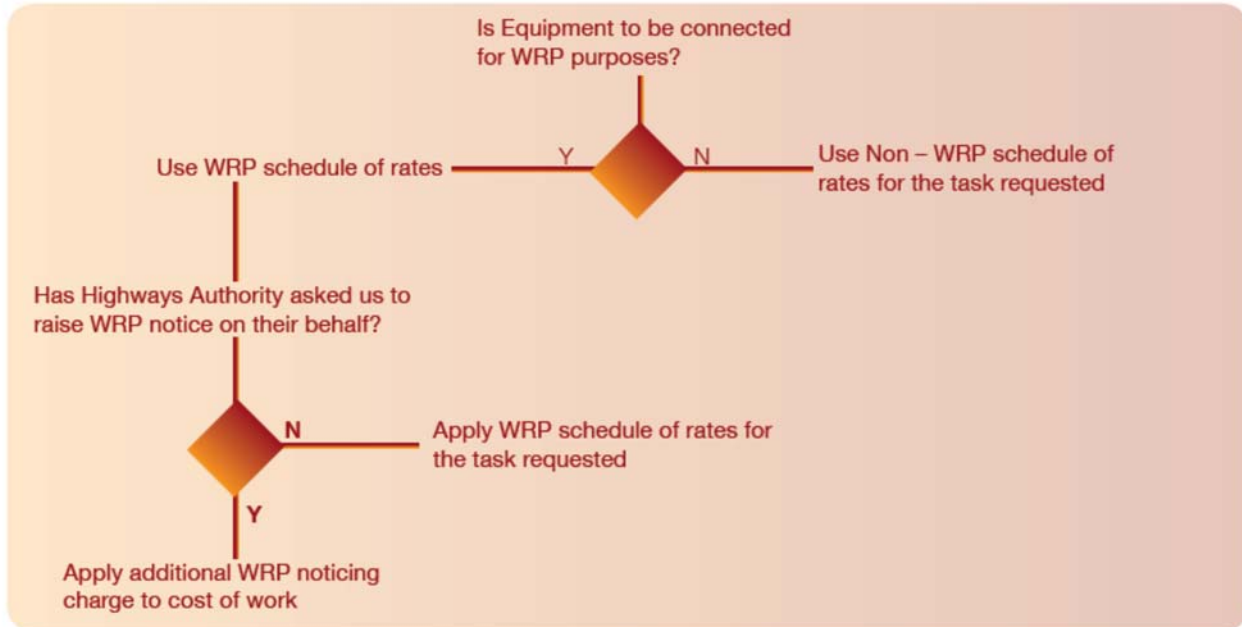 Is Equipment to be connected
for WRP purposes?
Y
N
Use WRP schedule of rates
Use Non – WRP schedule of
rates for the task requested
Has Highways Authority asked us to
raise WRP notice on their behalf?
N
Apply WRP schedule of rates for
the task requested
Y
Apply additional WRP noticing
charge to cost of work